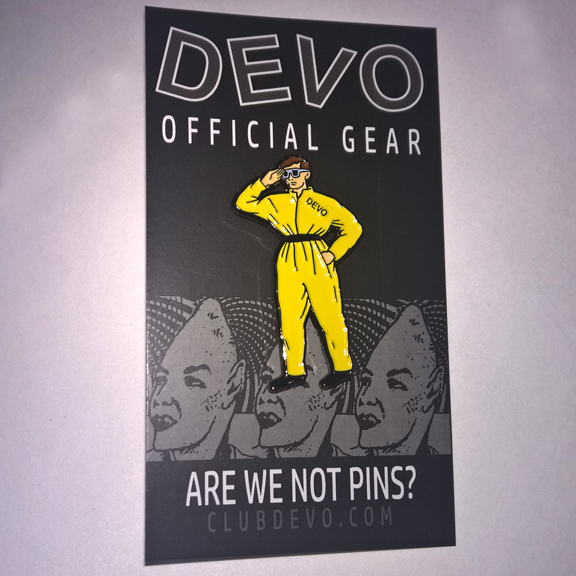 DEVO
OFFICIAL GEAR
DEVO
ARE WE NOT PINS?
CLUBDEVO.COM